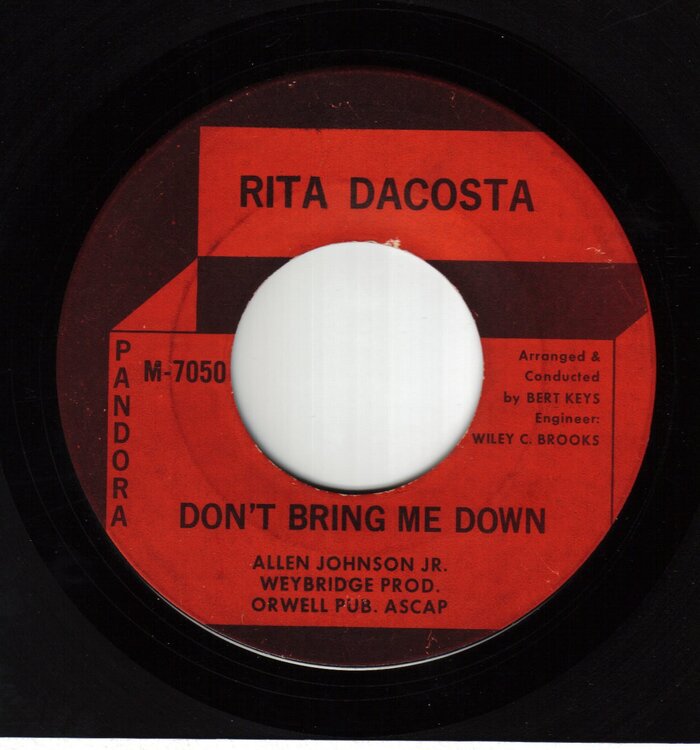 RITA DACOSTA
PANDORA
M-7050
Arranged &
Conducted
by BERT KEYS
Engineer:
WILEY C. BROOKS
DON'T BRING ME DOWN
ALLEN JOHNSON JR.
WEYBRIDGE PROD.
ORWELL PUB. ASCAP